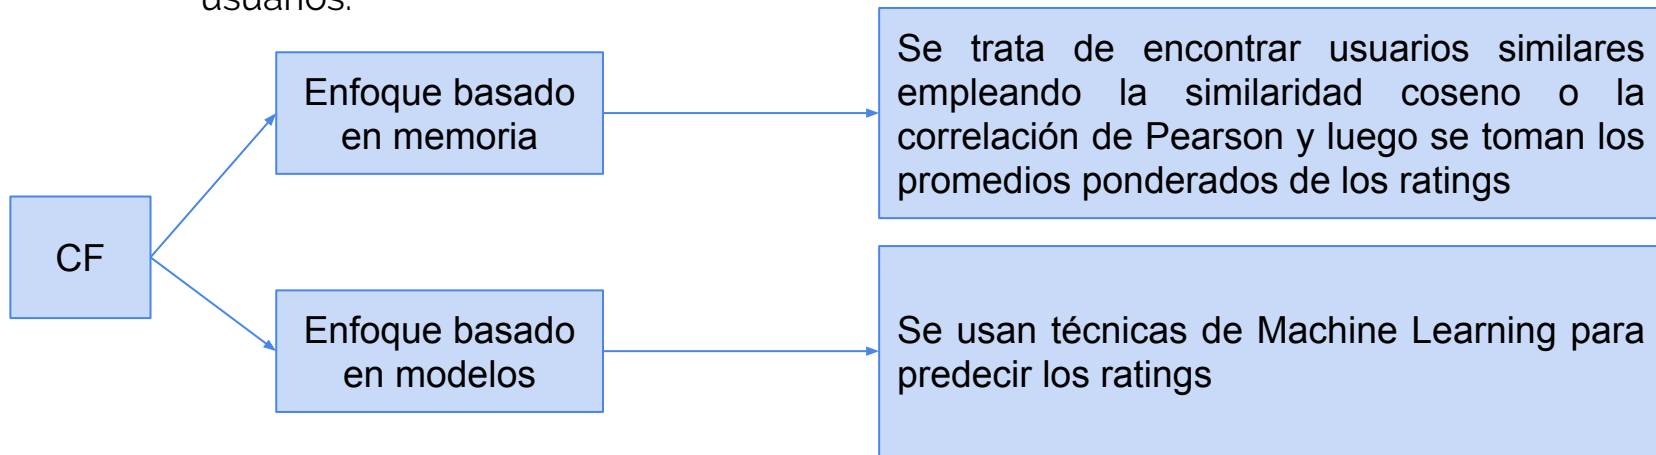 usuarios.
Se trata de encontrar usuarios similares
empleando la similaridad coseno o la
correlación de Pearson y luego se toman los
promedios ponderados de los ratings
Enfoque basado
en memoria
CF
Enfoque basado
en modelos
Se usan técnicas de Machine Learning para
predecir los ratings